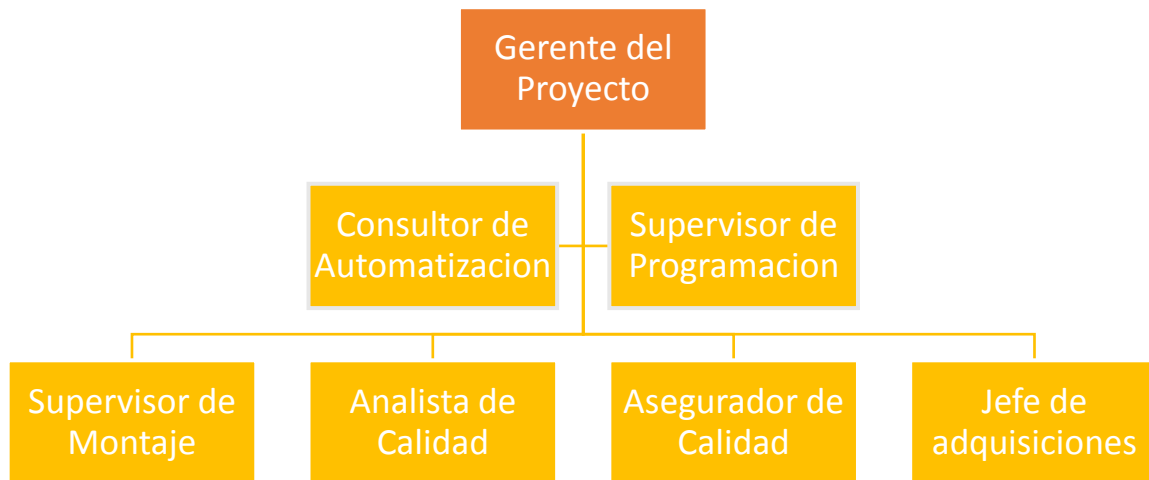 Gerente del
Proyecto
Consultor de
Automatizacion
Supervisor de
Programacion
Supervisor de
Montaje
Analista de
Calidad
Asegurador de
Calidad
Jefe de
adquisiciones